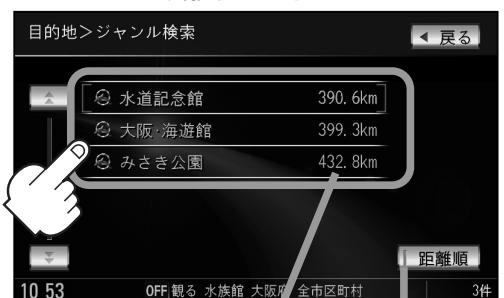 目的地>ジャンル検索
◀ 戻る
水道記念館 390.6km
大阪・海遊館 399.3km
みさき公園 432.8km
距離順
10 53 OFF 観る 水族館 大阪府 全市区町村 3件